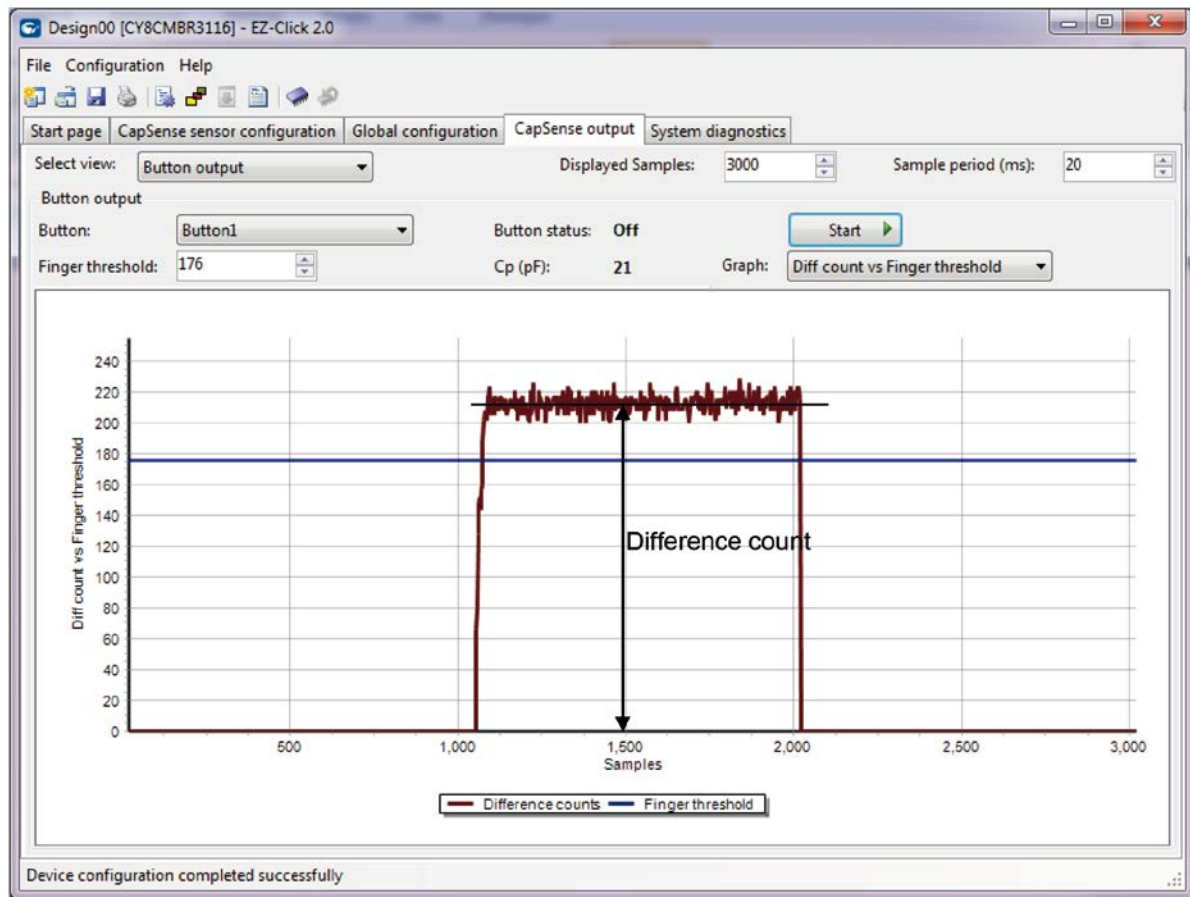 Design00 [CY8CMBR3116] - EZ-Click 2.0
File Configuration Help
Start page CapSense sensor configuration Global configuration CapSense output System diagnostics
Select view: Button output Displayed Samples: 3000 Sample period (ms): 20
Button output
Button: Button1 Button status: Off Start
Finger threshold: 176 Cp (pF): 21 Graph: Diff count vs Finger threshold
Diff count vs Finger threshold
240
220
200
180
160
140
120
100
80
60
40
20
0
Difference count
500 1,000 1,500 2,000 2,500 3,000
Samples
Difference counts Finger threshold
Device configuration completed successfully